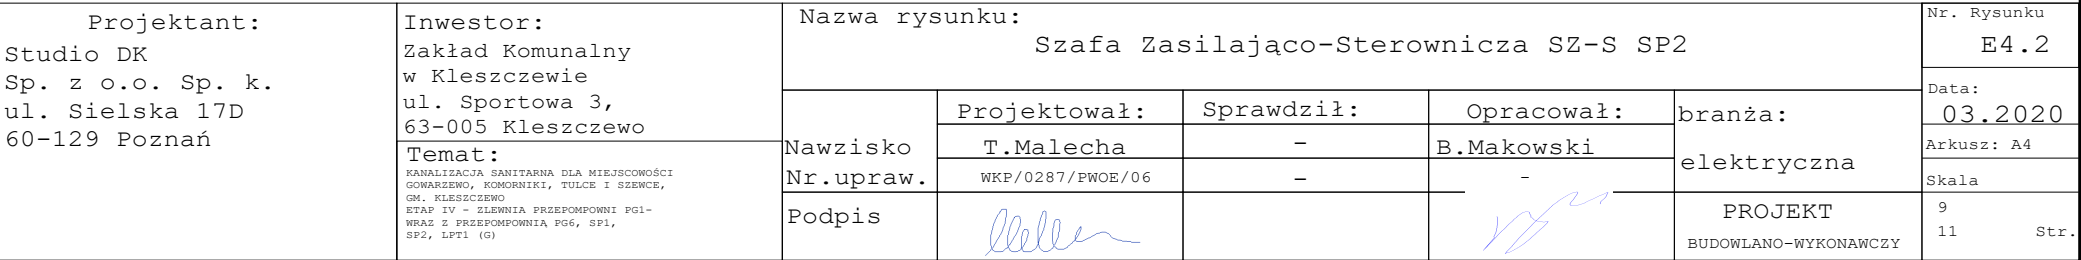 Projektant:
Studio DK
Sp. z o.o. Sp. k.
ul. Sielska 17D
60-129 Poznań
Inwestor:
Zakład Komunalny
w Kleszczewie
ul. Sportowa 3,
63-005 Kleszczewo
Temat:
KANALIZACJA SANITARNA DLA MIEJSCOWOŚCI
GOWARZEWO, KOMORNIKI, TULCE I SZEWCE,
GM. KLESZCZEWO
ETAP IV - ZLEWNIA PRZEPOMPOWNI PG1-
WRAZ Z PRZEPOMPOWNIĄ PG6, SP1,
SP2, LPT1 (G)
Nazwa rysunku:
Szafa Zasilająco-Sterownicza SZ-S SP2
Projektował: Sprawdził: Opracował:
Nawzisko T.Malecha - B.Makowski
Nr.upraw. WKP/0287/PWOE/06 - -
Podpis
branża:
elektryczna
PROJEKT
BUDOWLANO-WYKONAWCZY
Nr. Rysunku
E4.2
Data:
03.2020
Arkusz: A4
Skala
9
11 Str.